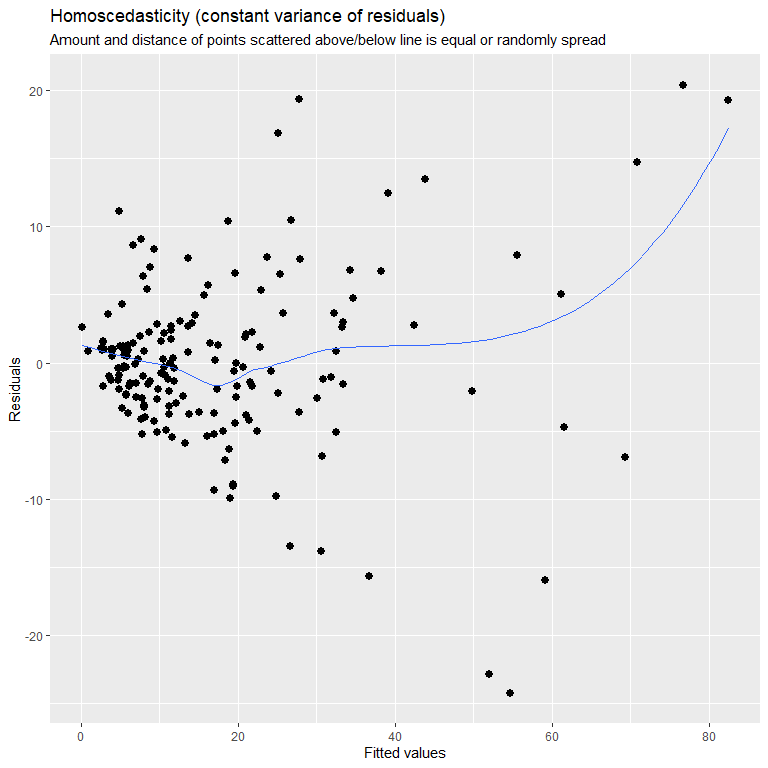 Homoscedasticity (constant variance of residuals)
Amount and distance of points scattered above/below line is equal or randomly spread
20
10
0
-10
-20
Residuals
0 20 40 60 80
Fitted values